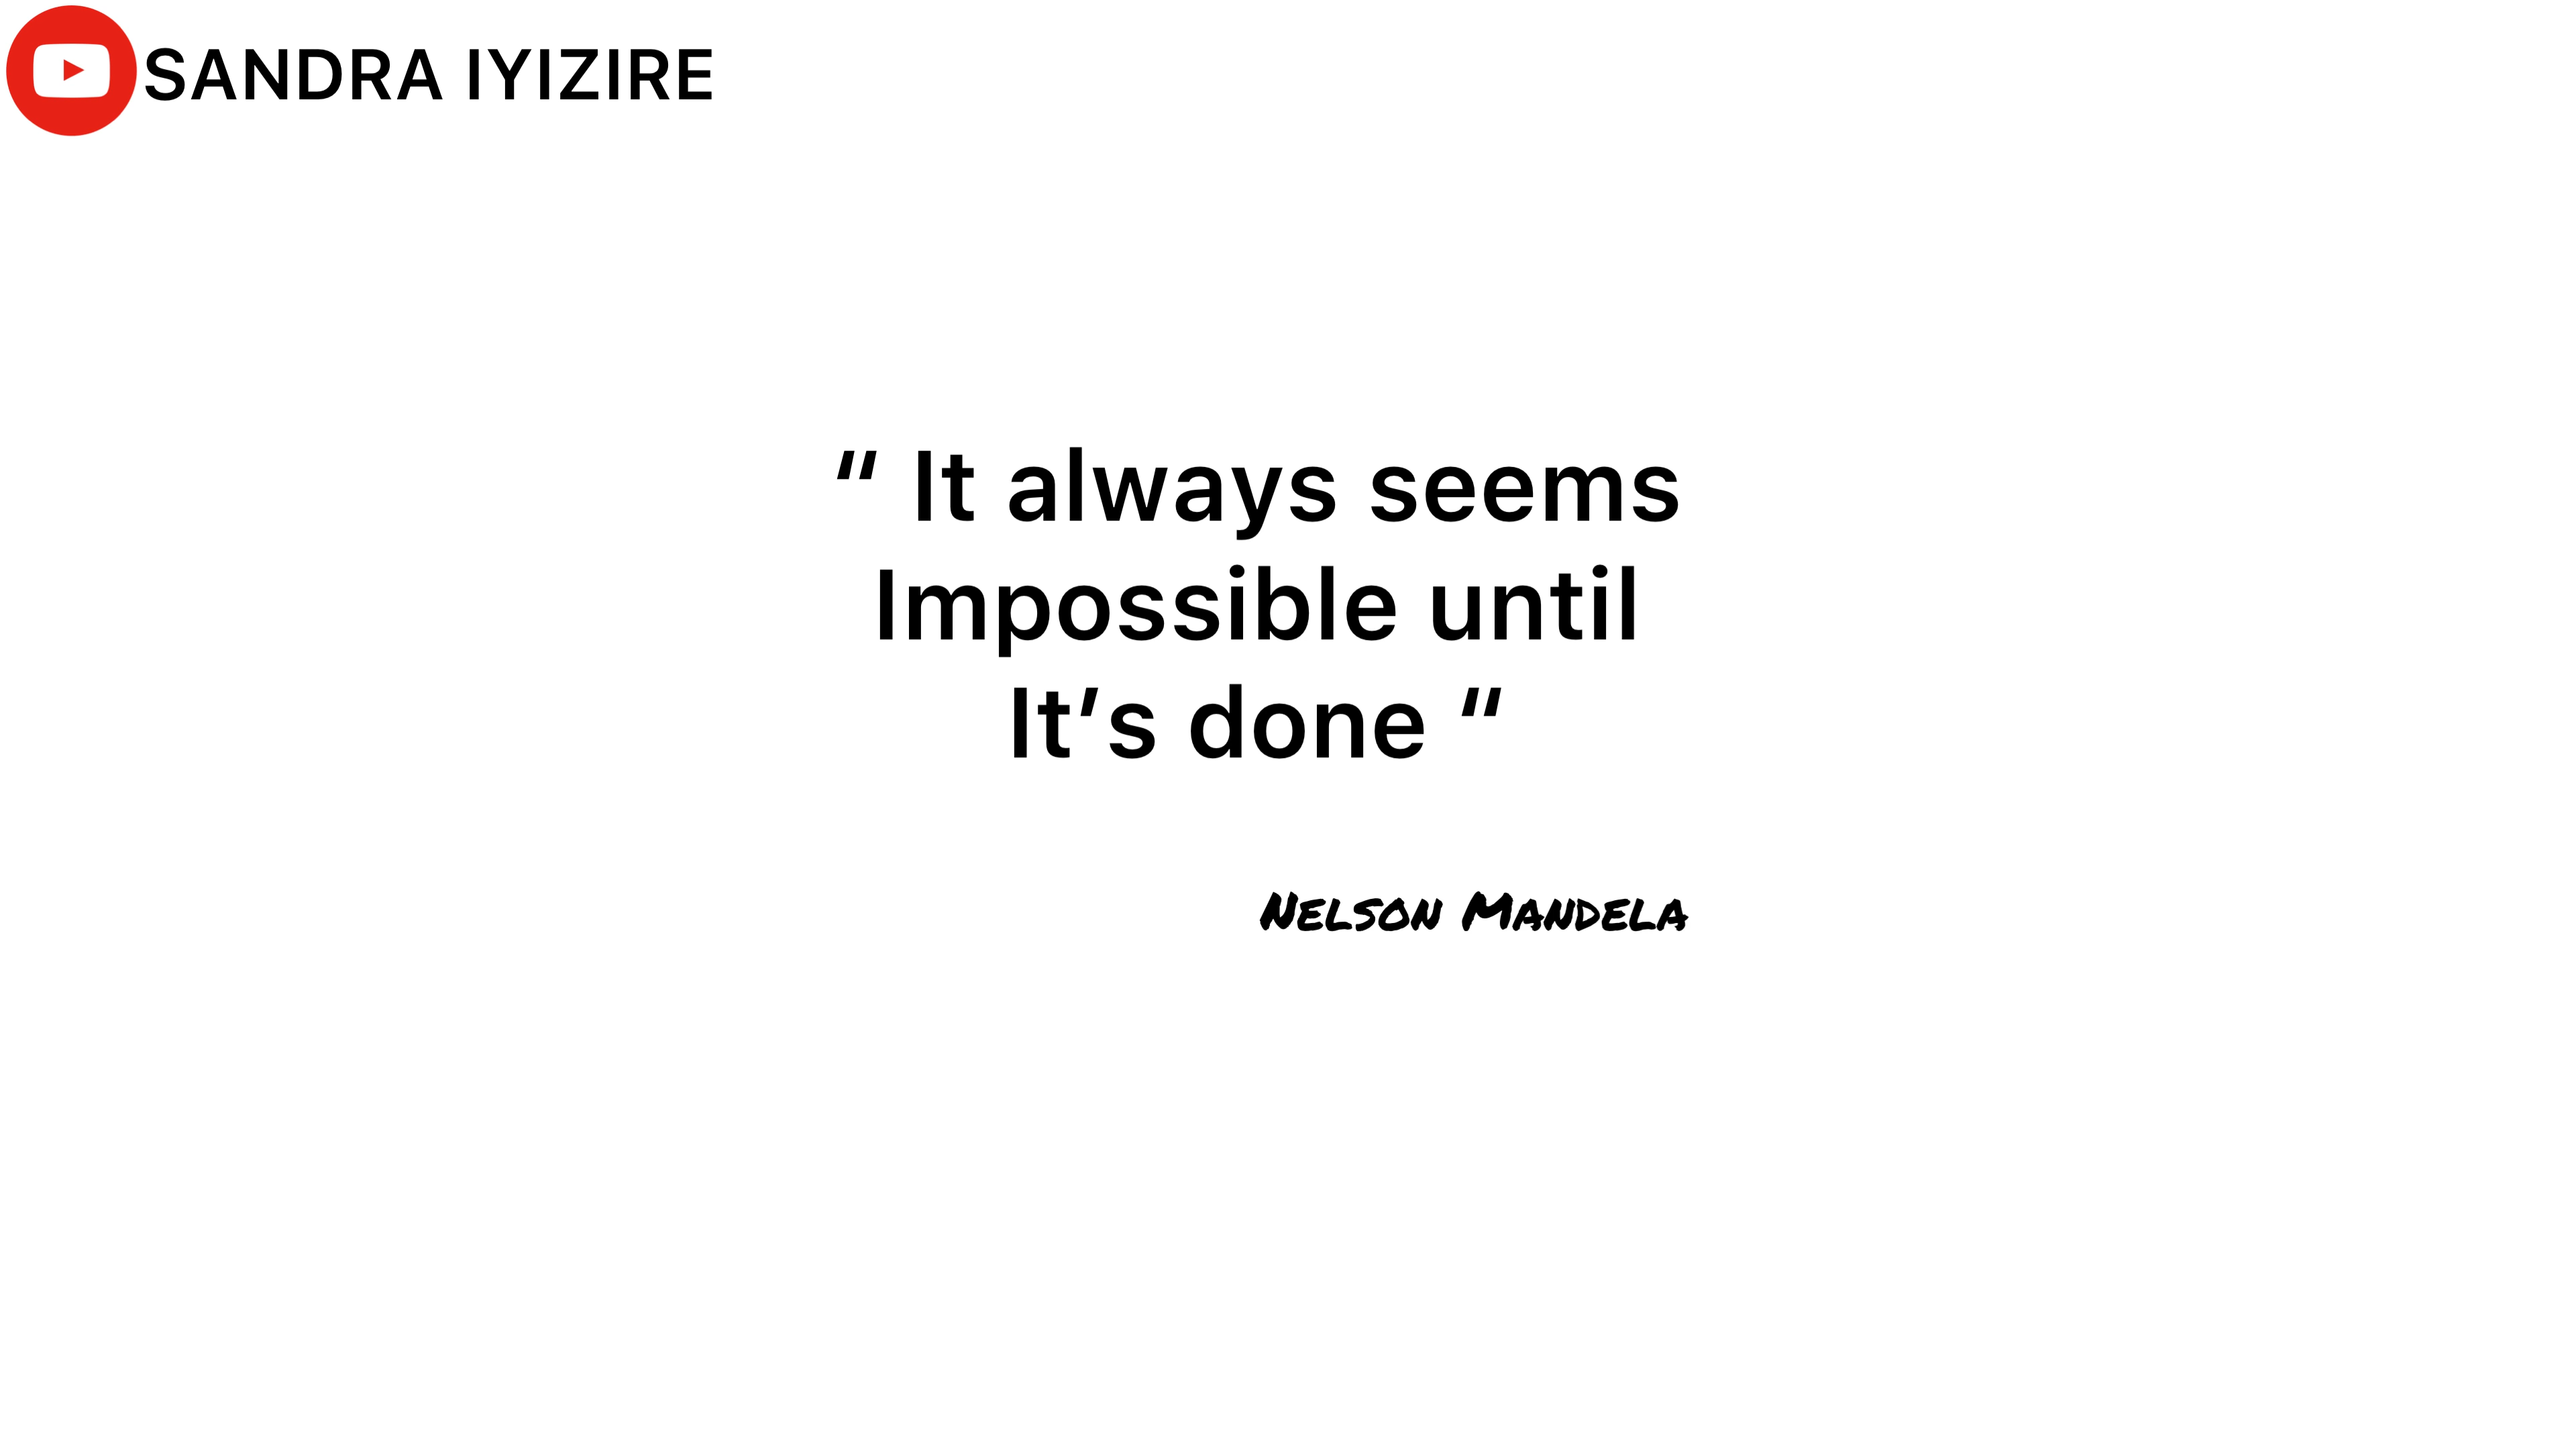 SANDRA IYIZIRE
“ It always seems
Impossible until
It’s done “
Nelson Mandela